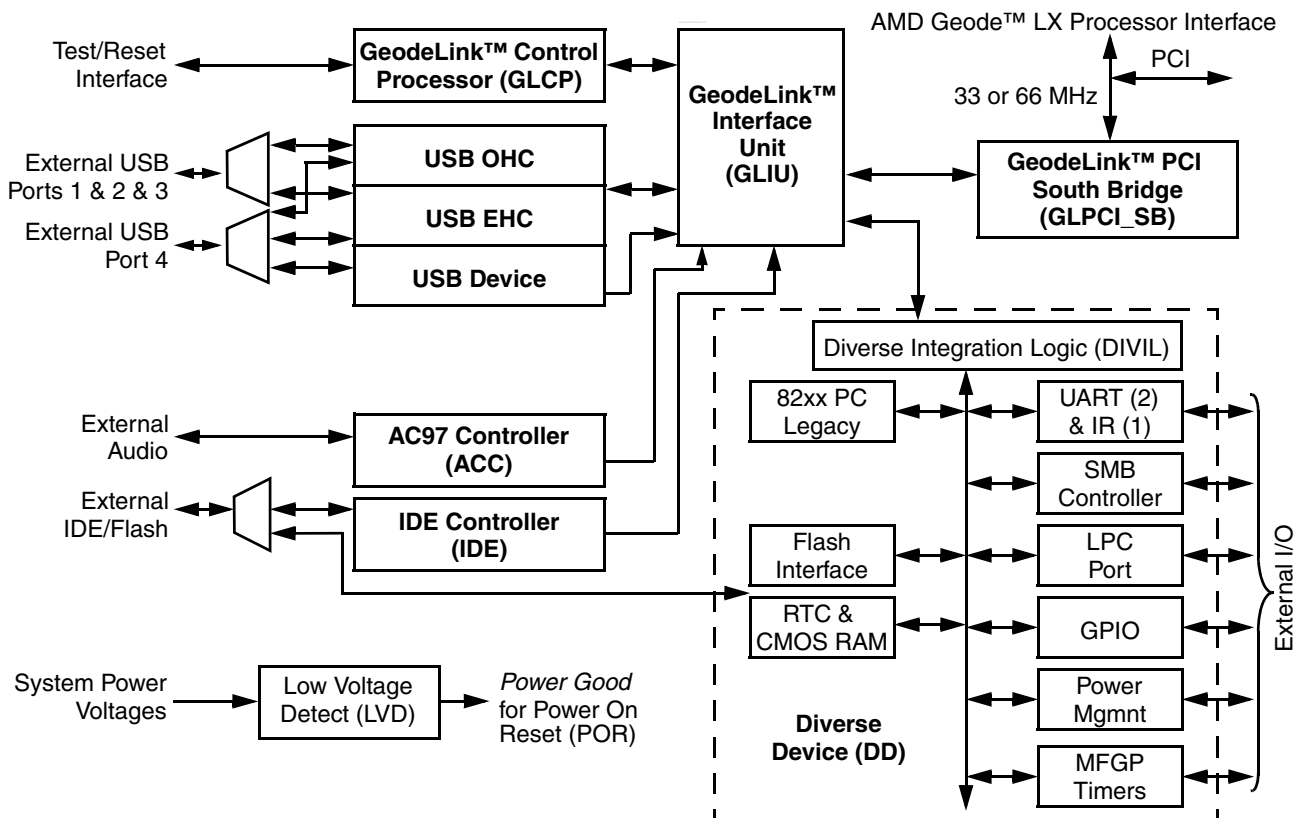 AMD Geode™ LX Processor Interface
PCI
33 or 66 MHz
Test/Reset
Interface
GeodeLink™ Control
Processor (GLCP)
GeodeLink™
Interface
Unit
(GLIU)
GeodeLink™ PCI
South Bridge
(GLPCI_SB)
External USB
Ports 1 & 2 & 3
External USB
Port 4
USB OHC
USB EHC
USB Device
External
Audio
AC97 Controller
(ACC)
External
IDE/Flash
IDE Controller
(IDE)
System Power
Voltages
Low Voltage
Detect (LVD)
Power Good
for Power On
Reset (POR)
Diverse Integration Logic (DIVIL)
82xx PC
Legacy
UART (2)
& IR (1)
SMB
Controller
Flash
Interface
LPC
Port
RTC &
CMOS RAM
GPIO
Power
Mgmnt
MFGP
Timers
Diverse
Device (DD)
External I/O